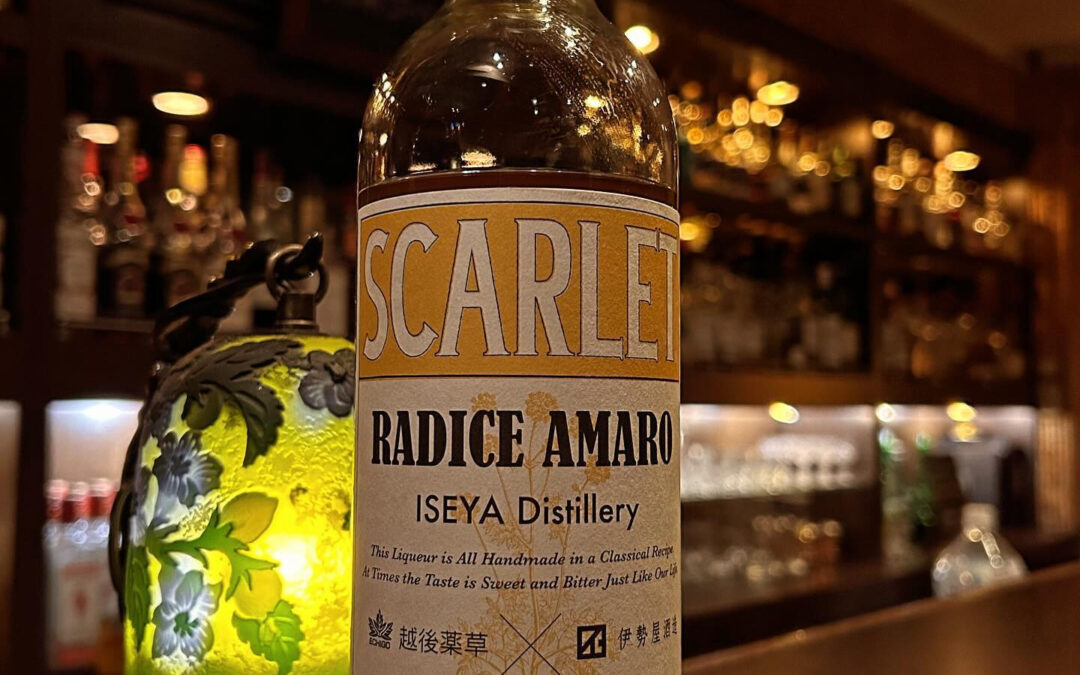 SCARLET
RADICE AMARO
ISEYA Distillery
This Liqueur is All Handmade in a Classical Recipe
At Times the Taste is Sweet and Bitter Just Like Our Life
ECHIGO 越後薬草 伊勢屋酒造